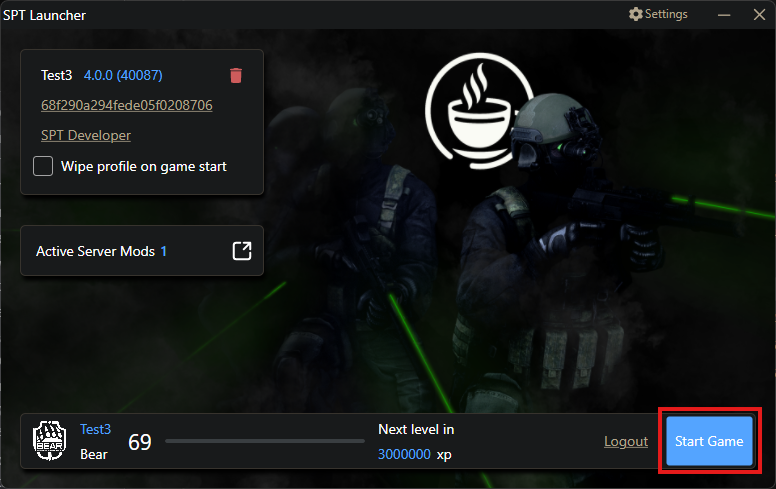 SPT Launcher
Settings
Test3 4.0.0 (40087)
68f290a294fede05f0208706
SPT Developer
Wipe profile on game start
Active Server Mods 1
BEAR
Test3
Bear
69
Next level in
3000000 xp
Logout
Start Game